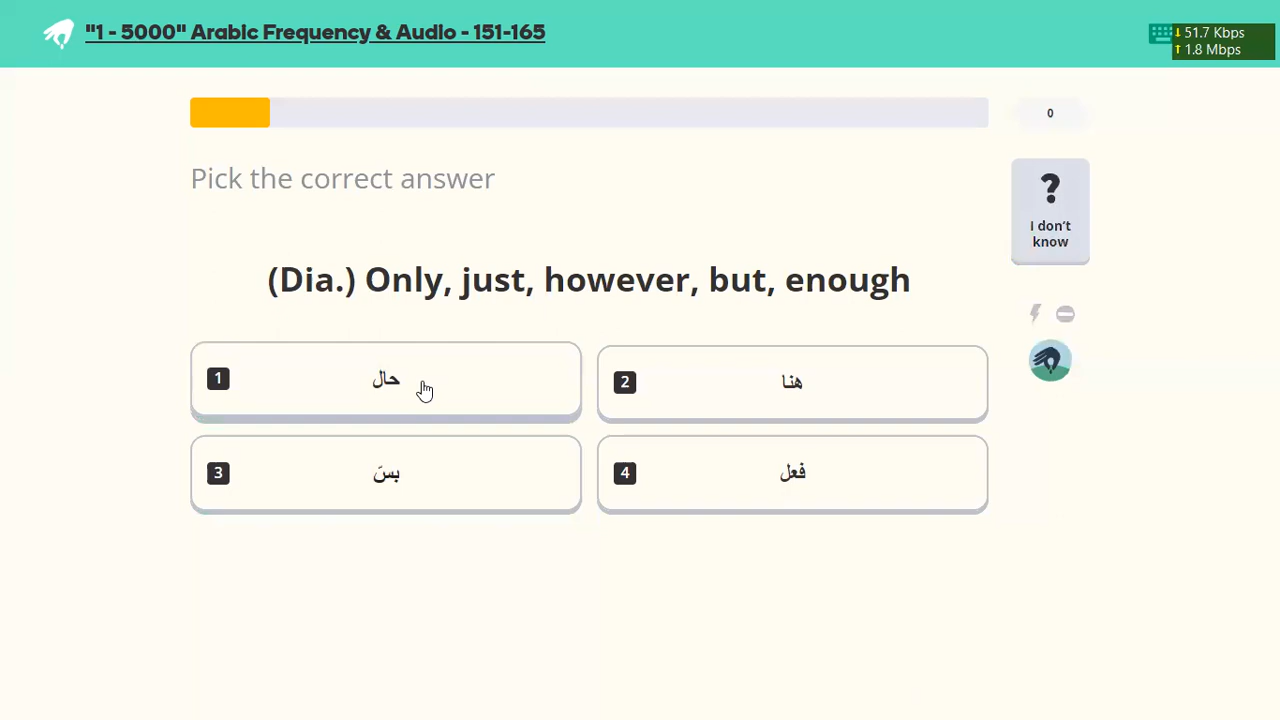 "1 - 5000" Arabic Frequency & Audio - 151-165
↓ 51.7 Kbps
↑ 1.8 Mbps
0
Pick the correct answer
?
I don't
know
(Dia.) Only, just, however, but, enough
1 حال
2 هنا
3 بسّ
4 فعل